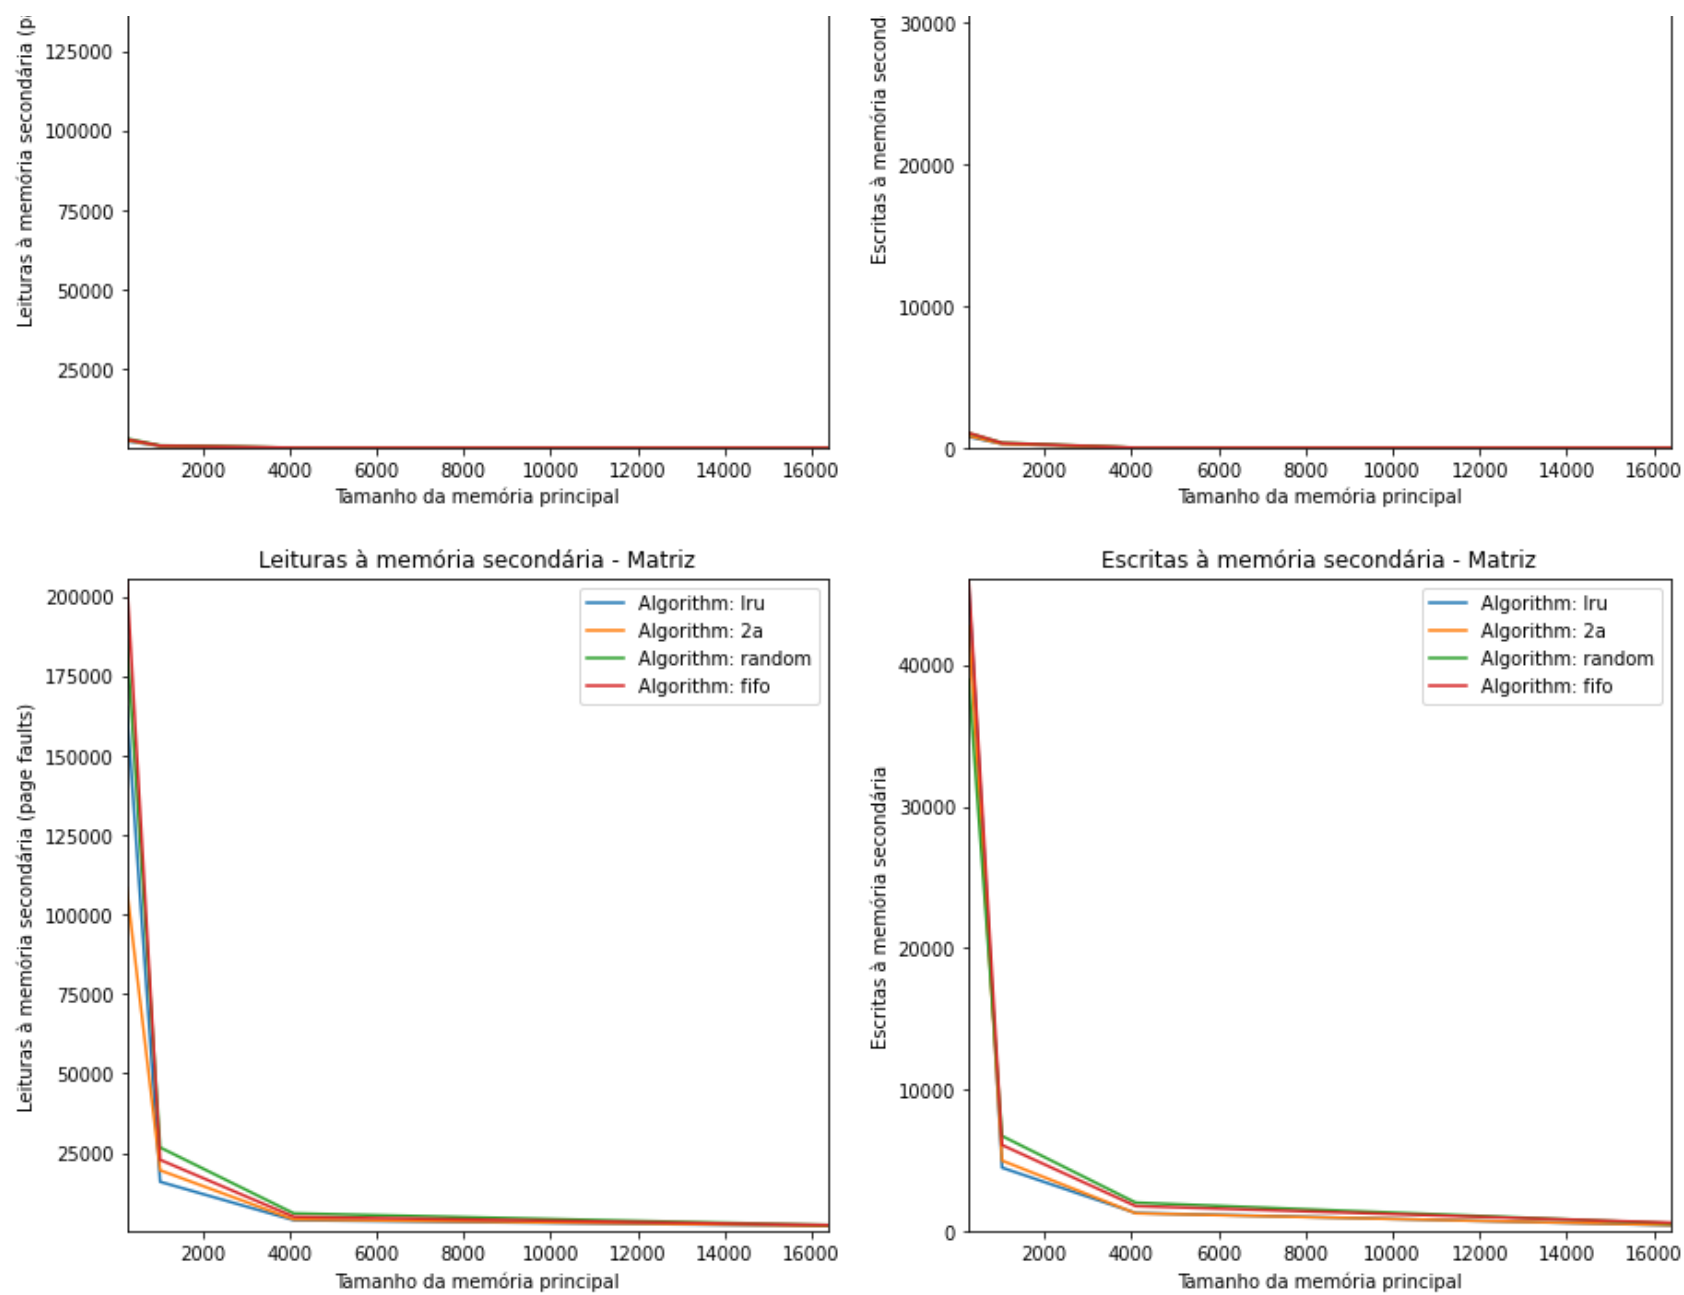 Leituras à memória secondária
125000
100000
75000
50000
25000
2000 4000 6000 8000 10000 12000 14000 16000
Tamanho da memória principal
Escritas à memória
30000
20000
10000
0
2000 4000 6000 8000 10000 12000 14000 16000
Tamanho da memória principal
Leituras à memória secondária - Matriz
Leituras à memória secondária (page faults)
200000
175000
150000
125000
100000
75000
50000
25000
Algorithm: lru
Algorithm: 2a
Algorithm: random
Algorithm: fifo
2000 4000 6000 8000 10000 12000 14000 16000
Tamanho da memória principal
Escritas à memória secondária - Matriz
Escritas à memória secondária
40000
30000
20000
10000
0
Algorithm: lru
Algorithm: 2a
Algorithm: random
Algorithm: fifo
2000 4000 6000 8000 10000 12000 14000 16000
Tamanho da memória principal